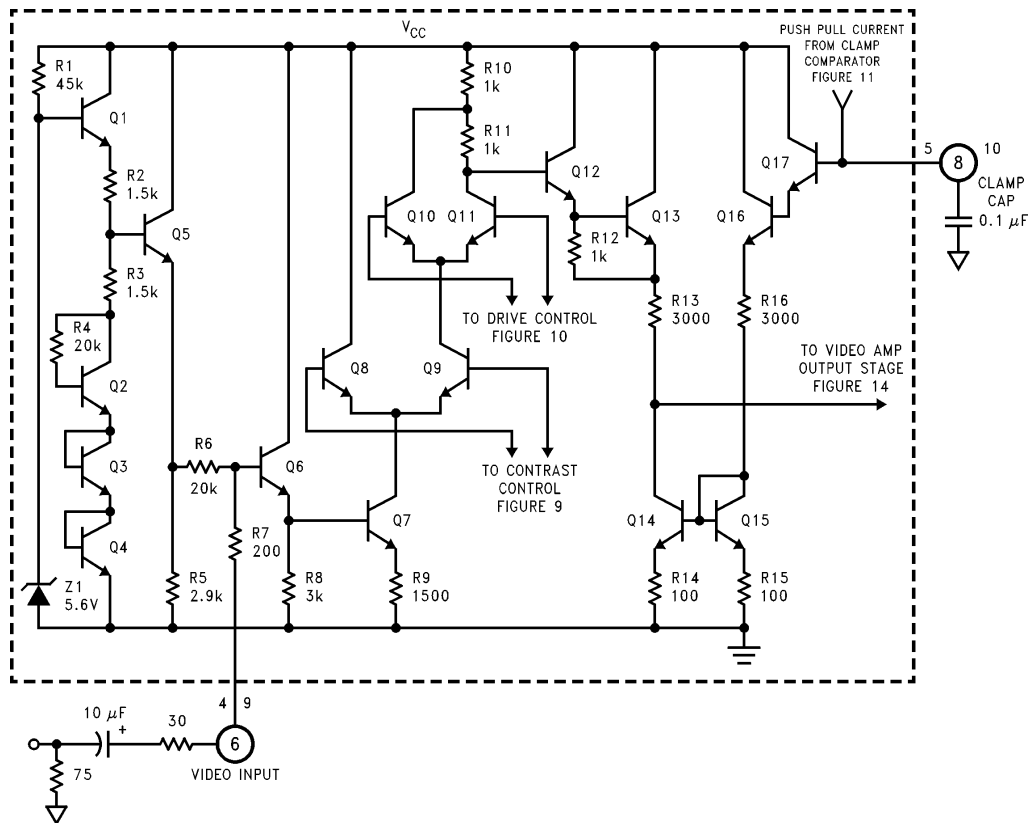 V_CC
PUSH PULL CURRENT
FROM CLAMP
COMPARATOR
FIGURE 11
R1
45k
Q1
R2
1.5k
Q5
R3
1.5k
R4
20k
Q2
Q3
Q4
Z1
5.6V
R5
2.9k
R6
20k
Q6
R7
200
R8
3k
Q7
R9
1500
Q8
Q9
TO CONTRAST
CONTROL
FIGURE 9
R10
1k
R11
1k
Q10
Q11
TO DRIVE CONTROL
FIGURE 10
Q12
R12
1k
Q13
R13
3000
Q16
Q17
R16
3000
TO VIDEO AMP
OUTPUT STAGE
FIGURE 14
Q14
Q15
R14
100
R15
100
5
8
10
CLAMP
CAP
0.1 μF
4 9
10 μF
+
30
6
75
VIDEO INPUT